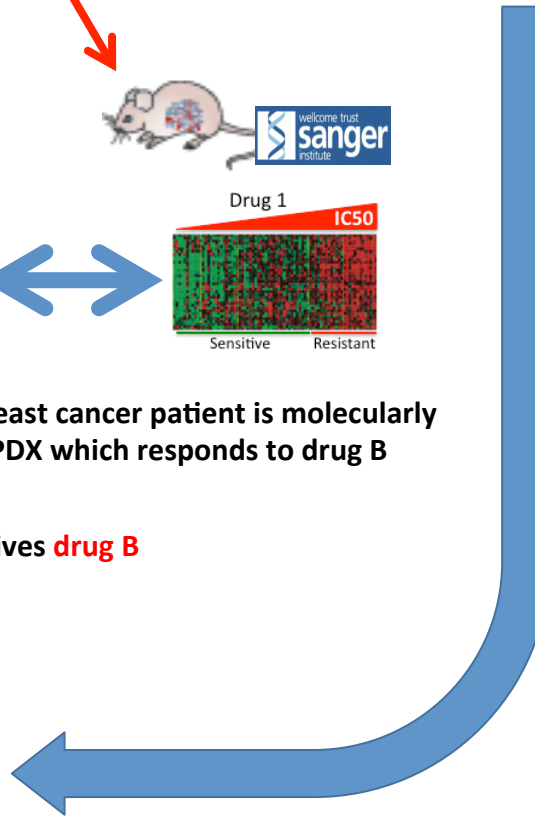 wellcome trust
sanger
institute
Drug 1
IC50
Sensitive Resistant
east cancer patient is molecularly
PDX which responds to drug B
ives drug B